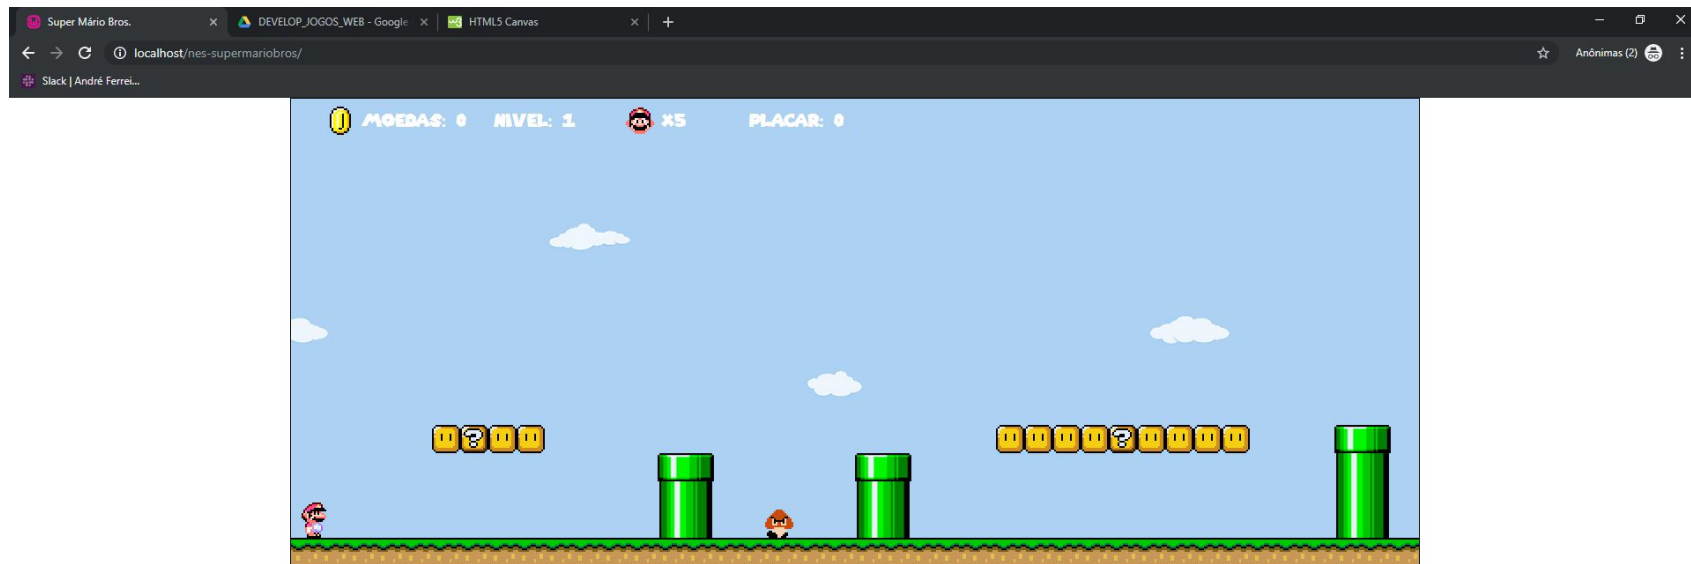 Super Mário Bros.
DEVELOP_JOGOS_WEB - Google
HTML5 Canvas
localhost/nes-supermariobros/
Anônimas (2)
Slack | André Ferrei...
MOEDAS: 0 NIVEL: 1 X5 PLACAR: 0